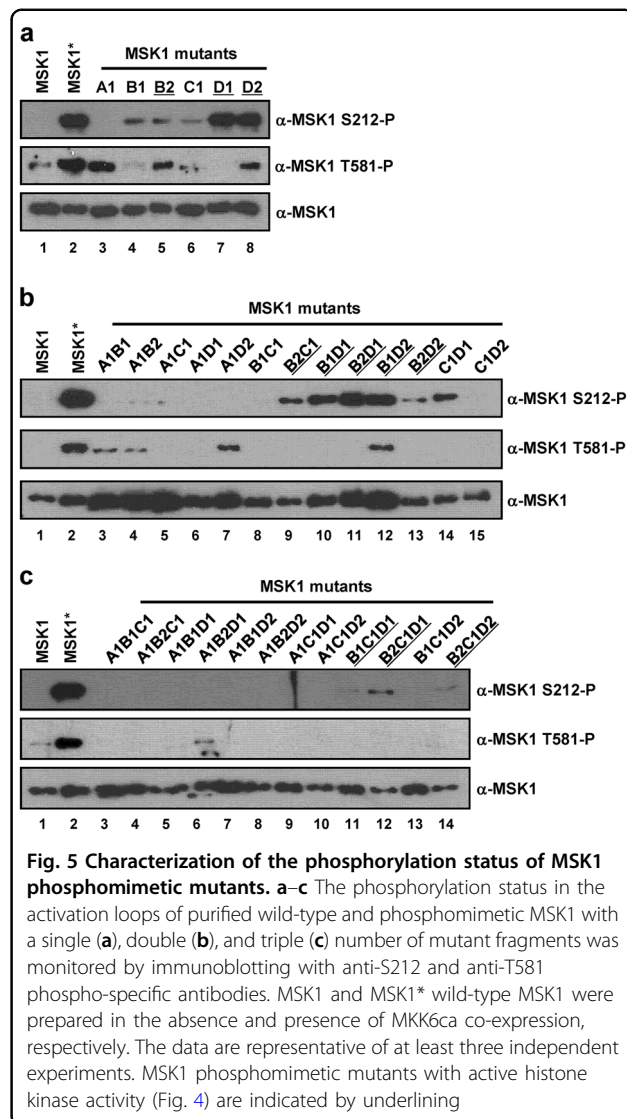 a
MSK1 mutants
MSK1 MSK1* A1 B1 B2 C1 D1 D2
α-MSK1 S212-P
α-MSK1 T581-P
α-MSK1
1 2 3 4 5 6 7 8
b
MSK1 mutants
MSK1 MSK1* A1B1 A1B2 A1C1 A1D1 A1D2 B1C1 B2C1 B1D1 B2D1 B1D2 B2D2 C1D1 C1D2
α-MSK1 S212-P
α-MSK1 T581-P
α-MSK1
1 2 3 4 5 6 7 8 9 10 11 12 13 14 15
c
MSK1 mutants
MSK1 MSK1* A1B1C1 A1B2C1 A1B1D1 A1B2D1 A1B1D2 A1B2D2 A1C1D1 A1C1D2 B1C1D1 B2C1D1 B1C1D2 B2C1D2
α-MSK1 S212-P
α-MSK1 T581-P
α-MSK1
1 2 3 4 5 6 7 8 9 10 11 12 13 14
Fig. 5 Characterization of the phosphorylation status of MSK1
phosphomimetic mutants. a–c The phosphorylation status in the
activation loops of purified wild-type and phosphomimetic MSK1 with
a single (a), double (b), and triple (c) number of mutant fragments was
monitored by immunoblotting with anti-S212 and anti-T581
phospho-specific antibodies. MSK1 and MSK1* wild-type MSK1 were
prepared in the absence and presence of MKK6ca co-expression,
respectively. The data are representative of at least three independent
experiments. MSK1 phosphomimetic mutants with active histone
kinase activity (Fig. 4) are indicated by underlining